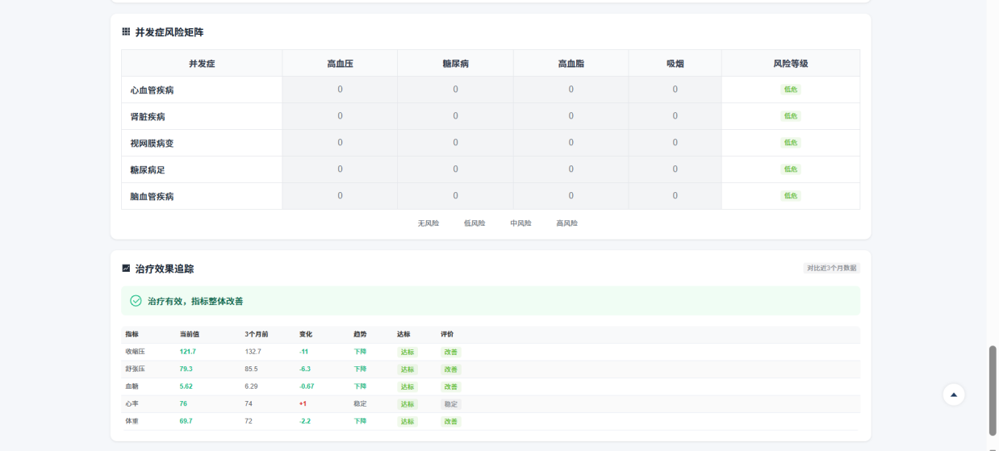 并发症风险矩阵
并发症 高血压 糖尿病 高血脂 吸烟 风险等级
心血管疾病 0 0 0 0 低危
肾脏疾病 0 0 0 0 低危
视网膜病变 0 0 0 0 低危
糖尿病足 0 0 0 0 低危
脑血管疾病 0 0 0 0 低危
无风险 低风险 中风险 高风险
治疗效果追踪 对比近3个月数据
治疗有效，指标整体改善
指标 当前值 3个月前 变化 趋势 达标 评价
收缩压 121.7 132.7 -11 下降 达标 改善
舒张压 79.3 85.5 -6.3 下降 达标 改善
血糖 5.62 6.29 -0.67 下降 达标 改善
心率 76 74 +1 稳定 达标 稳定
体重 69.7 72 -2.2 下降 达标 改善